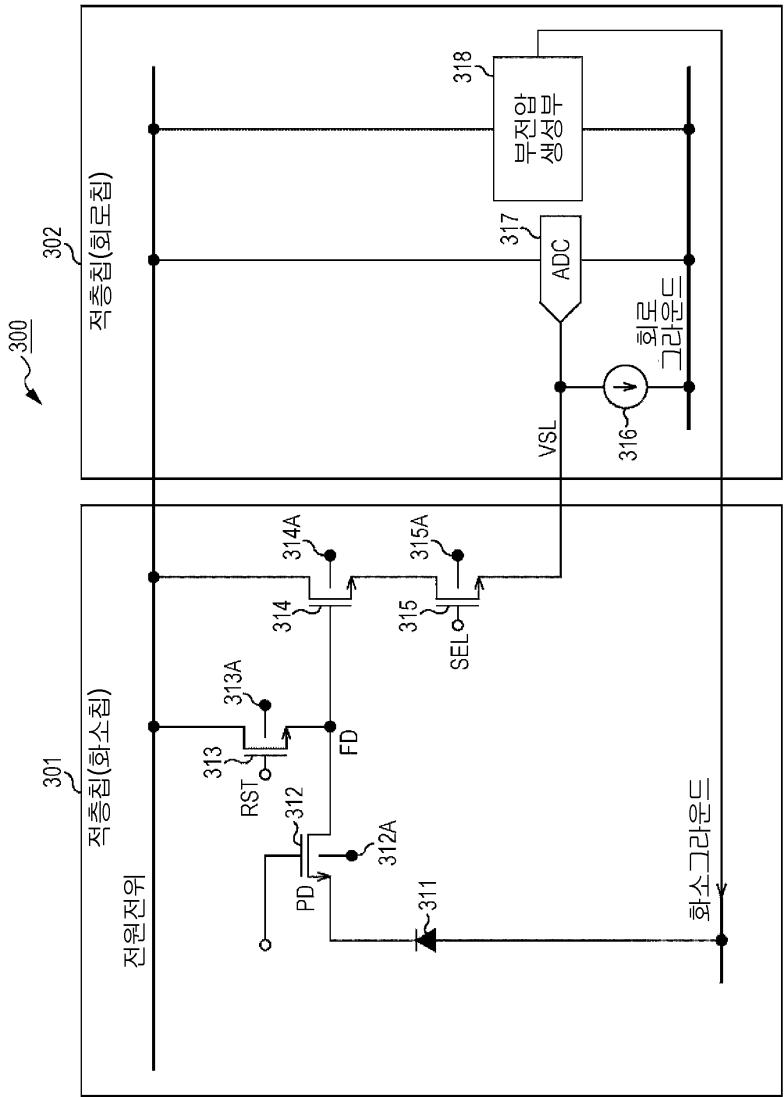 300
301
적층칩(화소칩)
302
적층칩(회로칩)
전원전위
RST
313
313A
312
PD
312A
FD
314
314A
SEL
315
315A
311
화소그라운드
VSL
316
317
ADC
318
부전압
생성부
회로
그라운드